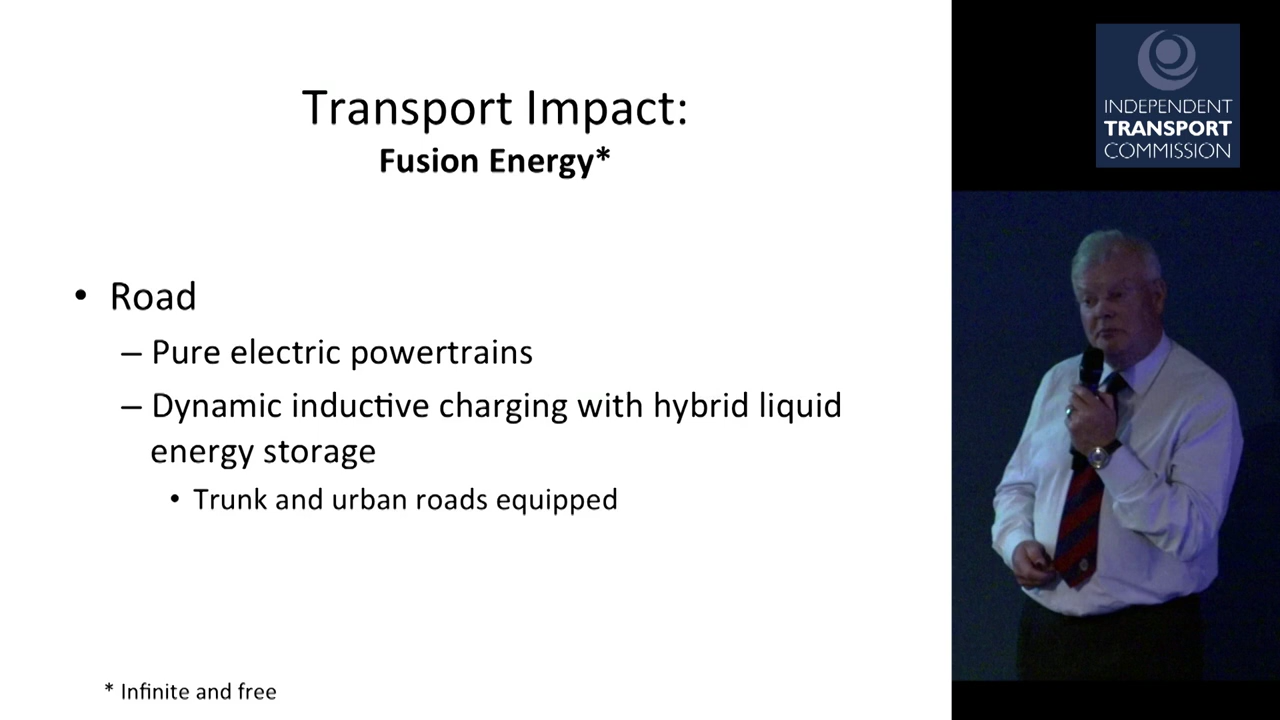 Transport Impact:
Fusion Energy*
• Road
– Pure electric powertrains
– Dynamic inductive charging with hybrid liquid
energy storage
• Trunk and urban roads equipped
* Infinite and free
INDEPENDENT
TRANSPORT
COMMISSION